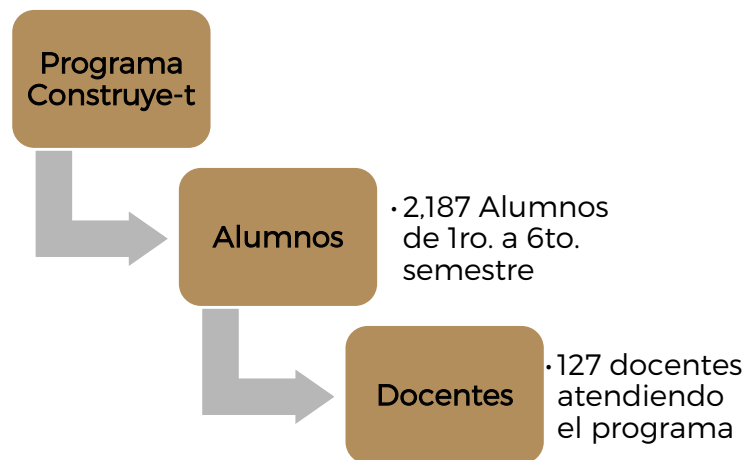 Programa
Construye-t
Alumnos
· 2,187 Alumnos
de 1ro. a 6to.
semestre
Docentes
· 127 docentes
atendiendo
el programa